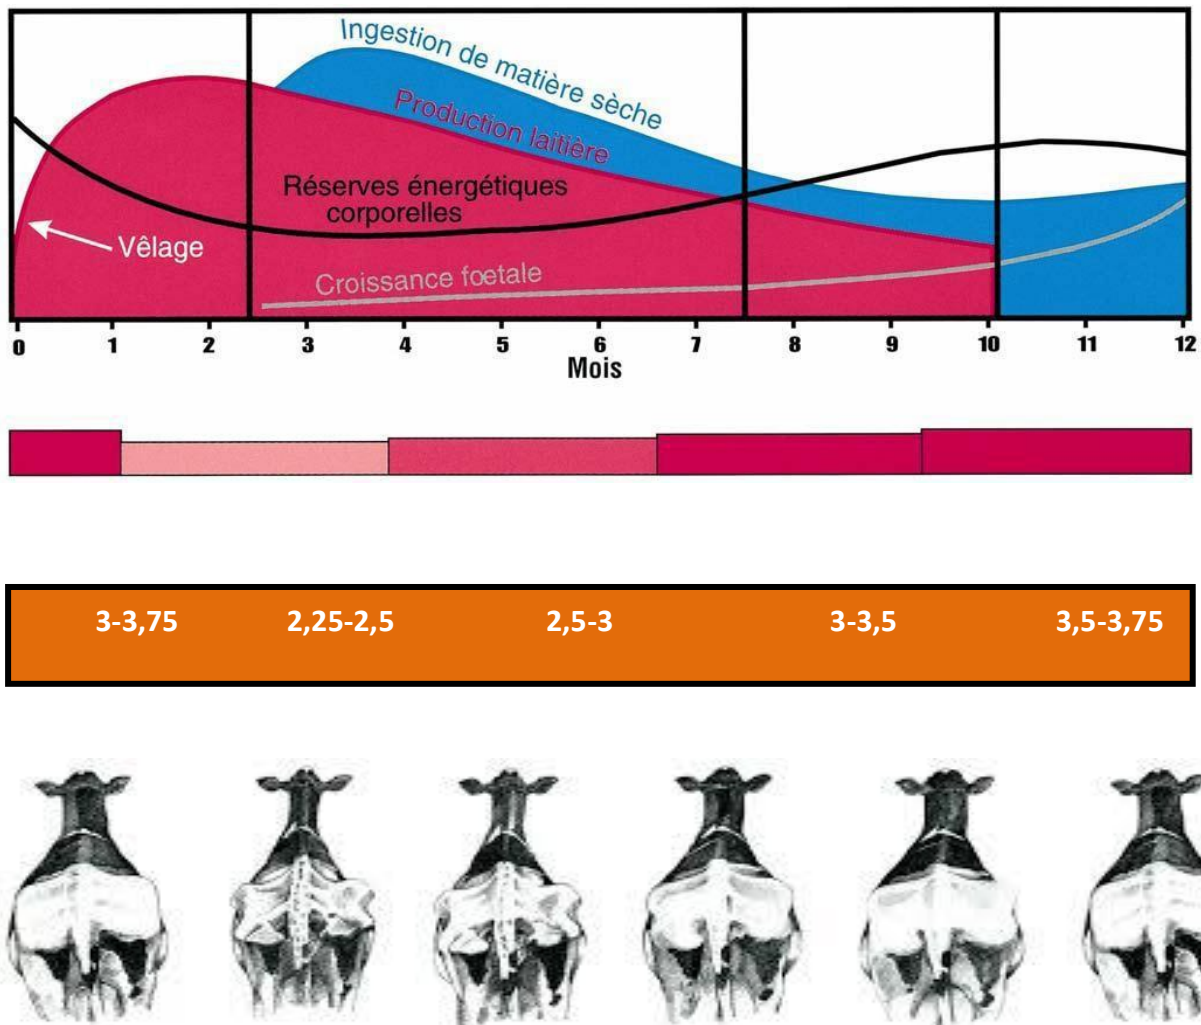 Ingestion de matière sèche
Production laitière
Réserves énergétiques
corporelles
Vêlage
Croissance fœtale
0 1 2 3 4 5 6 7 8 9 10 11 12
Mois
3-3,75 2,25-2,5 2,5-3 3-3,5 3,5-3,75